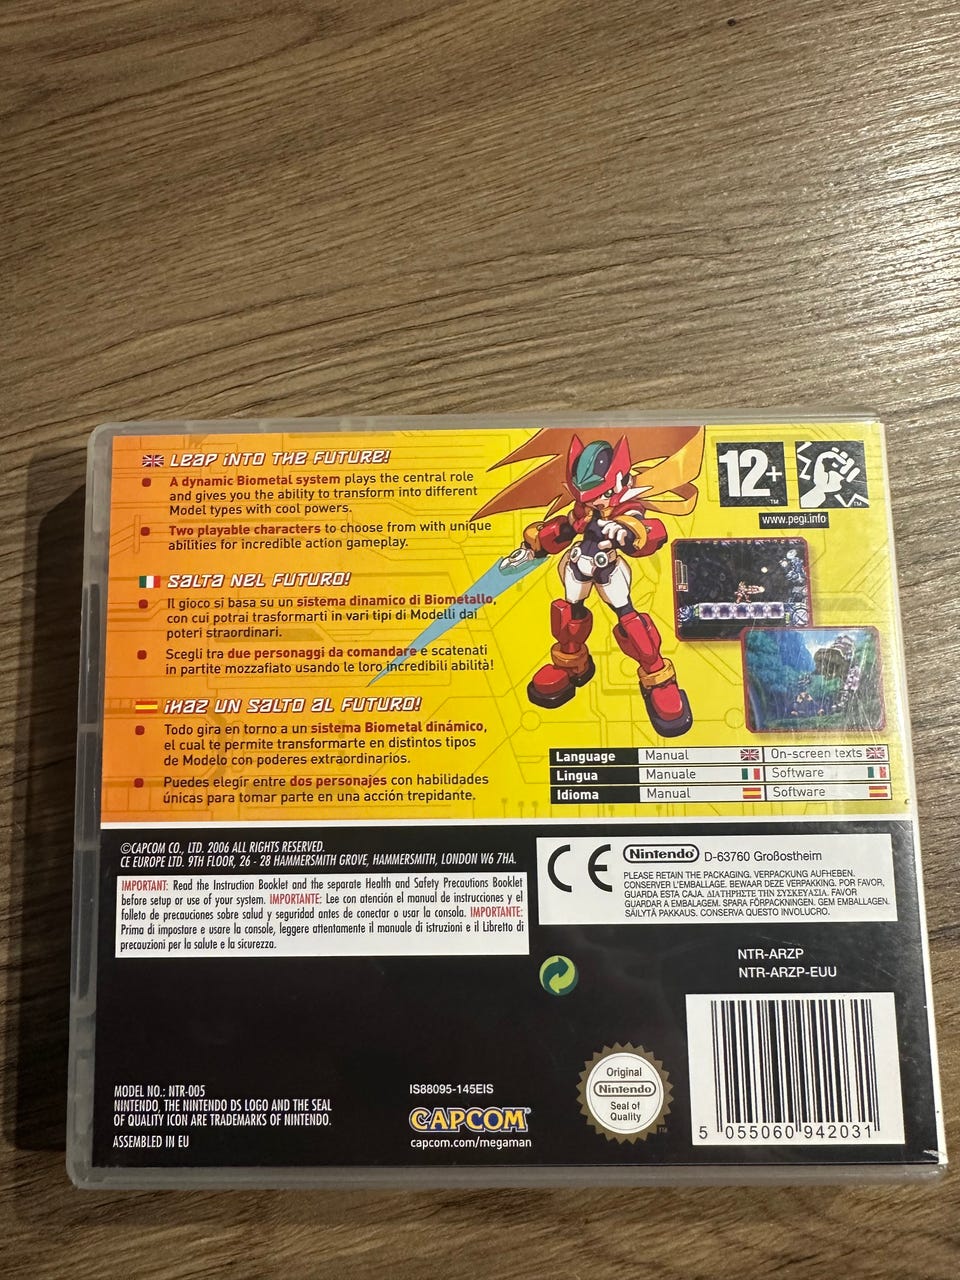 LEAP INTO THE FUTURE!
A dynamic Biometal system plays the central role
and gives you the ability to transform into different
Model types with cool powers.
Two playable characters to choose from with unique
abilities for incredible action gameplay.
SALTA NEL FUTURO!
Il gioco si basa su un sistema dinamico di Biometallo,
con cui potrai trasformarti in vari tipi di Modelli dai
poteri straordinari.
Scegli tra due personaggi da comandare e scatenati
in partite mozzafiato usando le loro incredibili abilità!
¡HAZ UN SALTO AL FUTURO!
Todo gira en torno a un sistema Biometal dinámico,
el cual te permite transformarte en distintos tipos
de Modelo con poderes extraordinarios.
Puedes elegir entre dos personajes con habilidades
únicas para tomar parte en una acción trepidante.
12+
TM
TM
www.pegi.info
Language Manual On-screen texts
Lingua Manuale Software
Idioma Manual Software
©CAPCOM CO., LTD. 2006 ALL RIGHTS RESERVED.
CE EUROPE LTD. 9TH FLOOR, 26 - 28 HAMMERSMITH GROVE, HAMMERSMITH, LONDON W6 7HA.
IMPORTANT: Read the Instruction Booklet and the separate Health and Safety Precautions Booklet
before setup or use of your system. IMPORTANTE: Lee con atención el manual de instrucciones y el
folleto de precauciones sobre salud y seguridad antes de conectar o usar la consola. IMPORTANTE:
Prima di impostare e usare la console, leggere attentamente il manuale di istruzioni e il Libretto di
precauzioni per la salute e la sicurezza.
CE Nintendo D-63760 Großostheim
PLEASE RETAIN THE PACKAGING. VERPACKUNG AUFHEBEN.
CONSERVER L'EMBALLAGE. BEWAAR DEZE VERPAKKING. POR FAVOR,
GUARDA ESTA CAJA. ΔΙΑΤΗΡΕΙΣΤΕ ΤΗΝ ΣΥΣΚΕΥΑΣΙΑ. FAVOR
GUARDAR A EMBALAGEM. SPARA FÖRPACKNINGEN. GEM EMBALLAGEN.
SÄILYTÄ PAKKAUS. CONSERVA QUESTO INVOLUCRO.
NTR-ARZP
NTR-ARZP-EUU
MODEL NO.: NTR-005
NINTENDO, THE NINTENDO DS LOGO AND THE SEAL
OF QUALITY ICON ARE TRADEMARKS OF NINTENDO.
ASSEMBLED IN EU
IS88095-145EIS
CAPCOM
capcom.com/megaman
Original
Nintendo
Seal of
Quality
TM
5 055060 942031